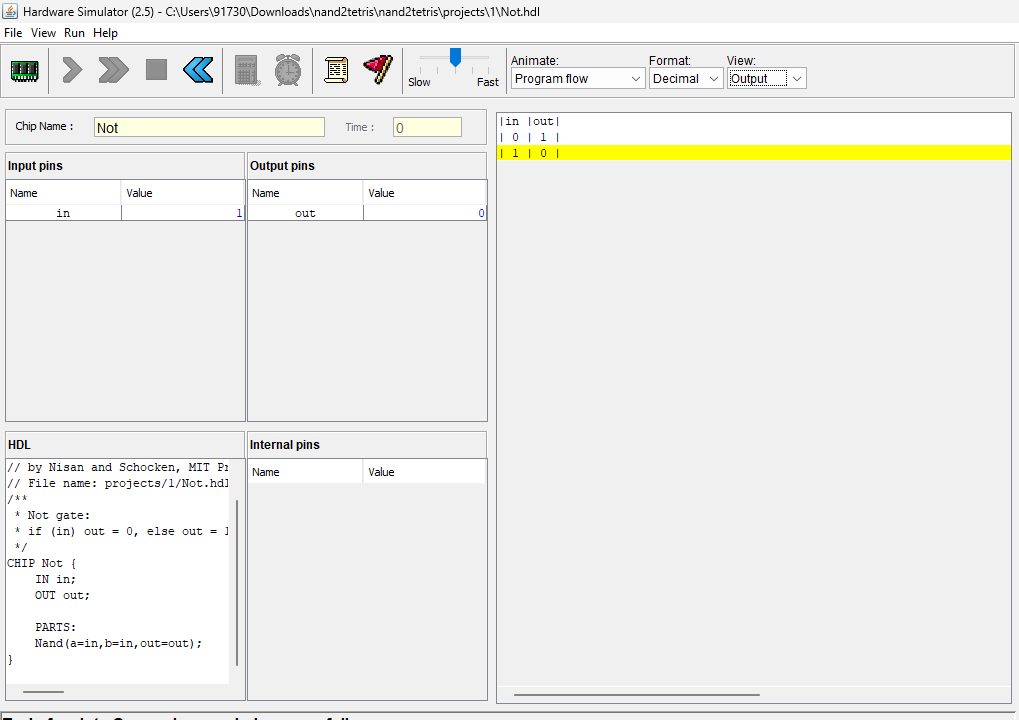 Hardware Simulator (2.5) - C:\Users\91730\Downloads\nand2tetris\nand2tetris\projects\1\Not.hdl
File View Run Help
Slow Fast
Animate: Format: View:
Program flow Decimal Output
Chip Name : Not Time : 0
Input pins
Name Value
in 1
Output pins
Name Value
out 0
HDL
// by Nisan and Schocken, MIT Pr
// File name: projects/1/Not.hdl
/**
* Not gate:
* if (in) out = 0, else out = 1
*/
CHIP Not {
IN in;
OUT out;
PARTS:
Nand(a=in,b=in,out=out);
}
Internal pins
Name Value
|in |out|
| 0 | 1 |
| 1 | 0 |